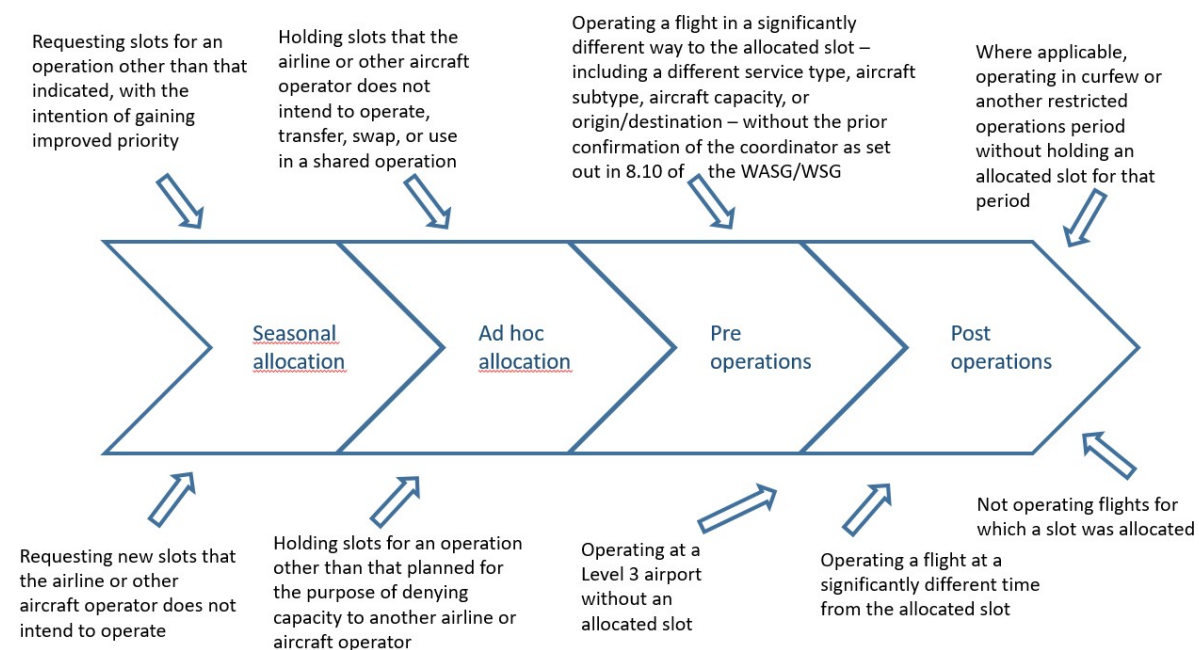 Requesting slots for an
operation other than that
indicated, with the
intention of gaining
improved priority
Holding slots that the
airline or other aircraft
operator does not
intend to operate,
transfer, swap, or use
in a shared operation
Operating a flight in a significantly
different way to the allocated slot –
including a different service type, aircraft
subtype, aircraft capacity, or
origin/destination – without the prior
confirmation of the coordinator as set
out in 8.10 of the WASG/WSG
Where applicable,
operating in curfew or
another restricted
operations period
without holding an
allocated slot for that
period
Seasonal
allocation
Ad hoc
allocation
Pre
operations
Post
operations
Requesting new slots that
the airline or other
aircraft operator does not
intend to operate
Holding slots for an operation
other than that planned for
the purpose of denying
capacity to another airline or
aircraft operator
Operating at a
Level 3 airport
without an
allocated slot
Operating a flight at a
significantly different time
from the allocated slot
Not operating flights for
which a slot was allocated